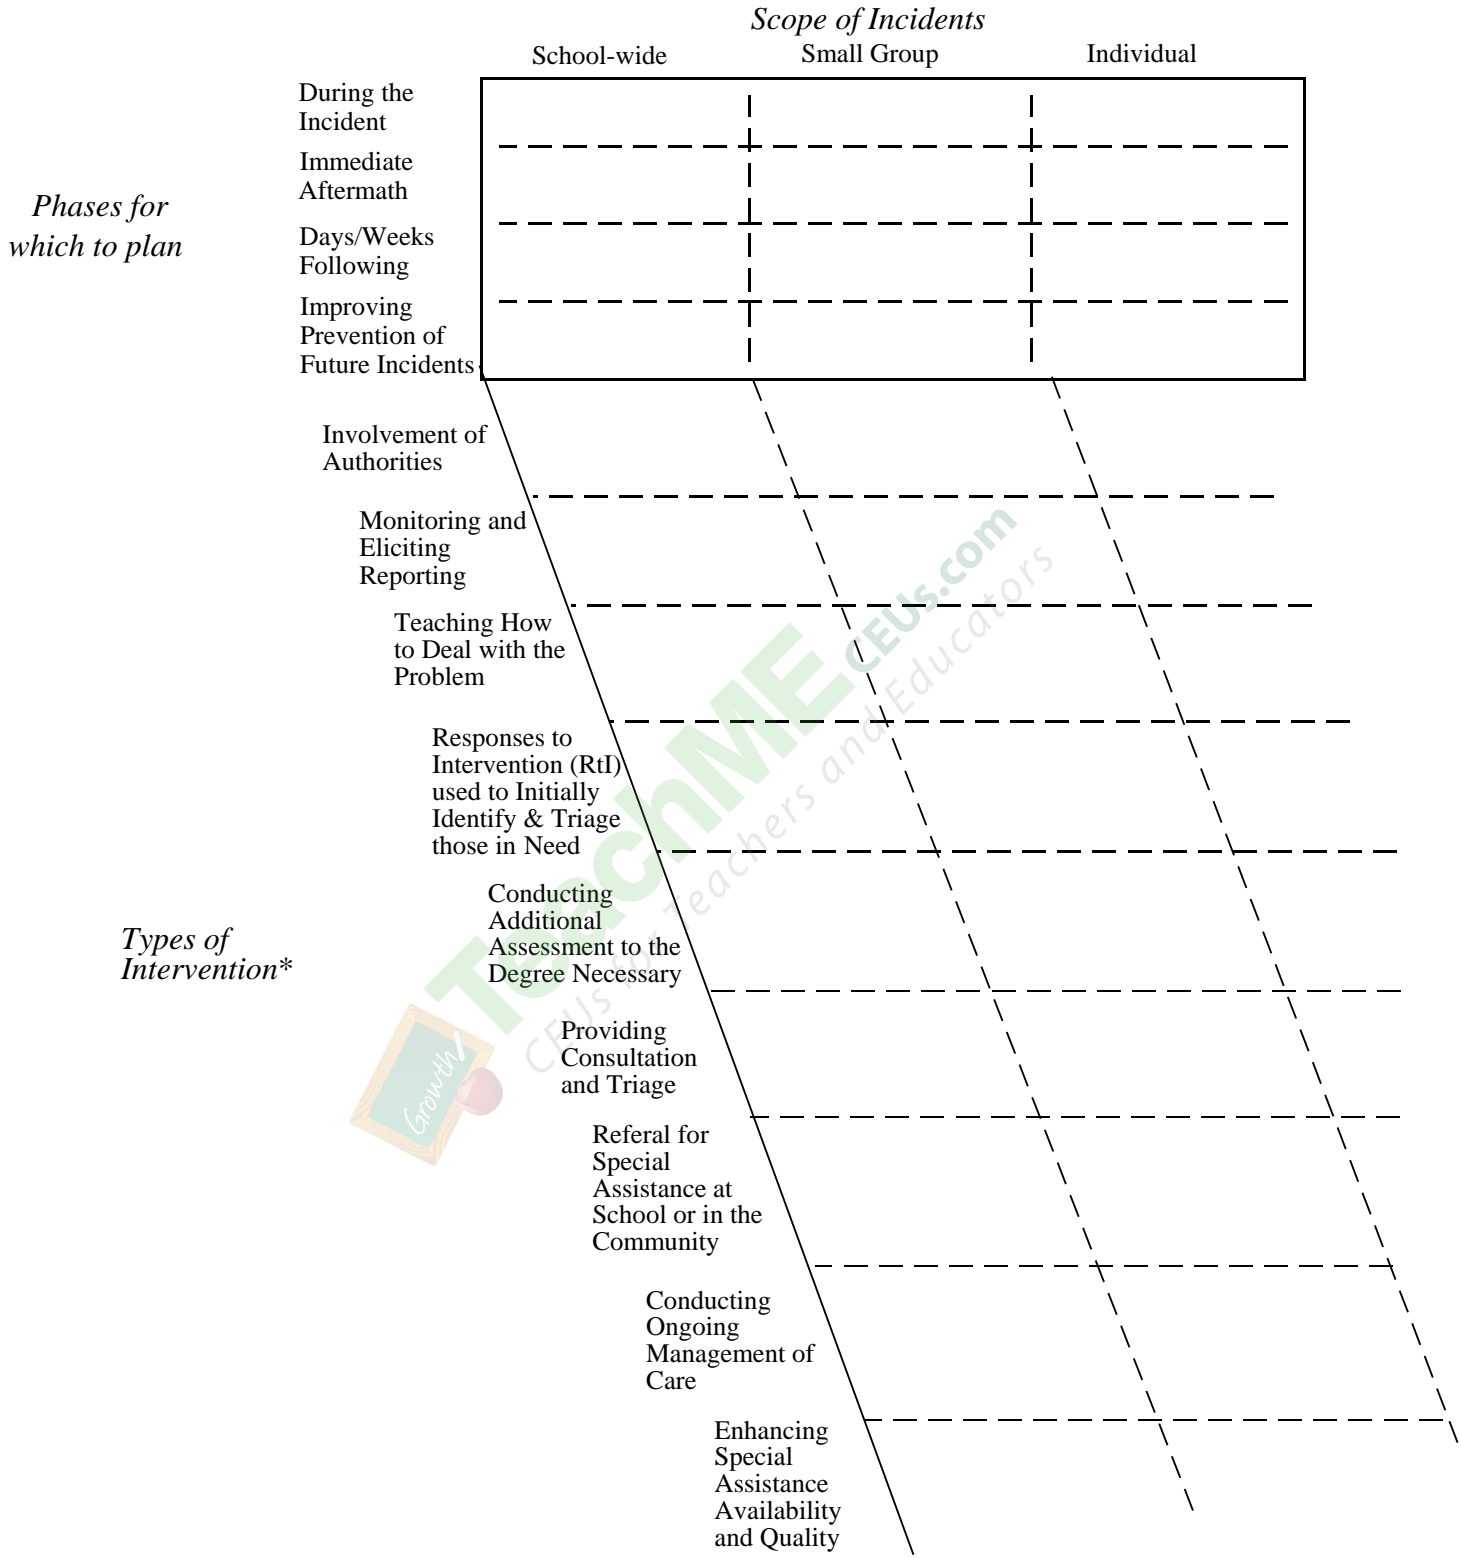 Scope of Incidents
School-wide Small Group Individual
During the
Incident
Immediate
Aftermath
Phases for
which to plan
Days/Weeks
Following
Improving
Prevention of
Future Incidents
Involvement of
Authorities
Monitoring and
Eliciting
Reporting
Teaching How
to Deal with the
Problem
Responses to
Intervention (RtI)
used to Initially
Identify & Triage
those in Need
Types of
Intervention*
Conducting
Additional
Assessment to the
Degree Necessary
Providing
Consultation
and Triage
Referal for
Special
Assistance at
School or in the
Community
Conducting
Ongoing
Management of
Care
Enhancing
Special
Assistance
Availability
and Quality
TeachME CEUs.com
CEUs for Teachers and Educators
Growth!